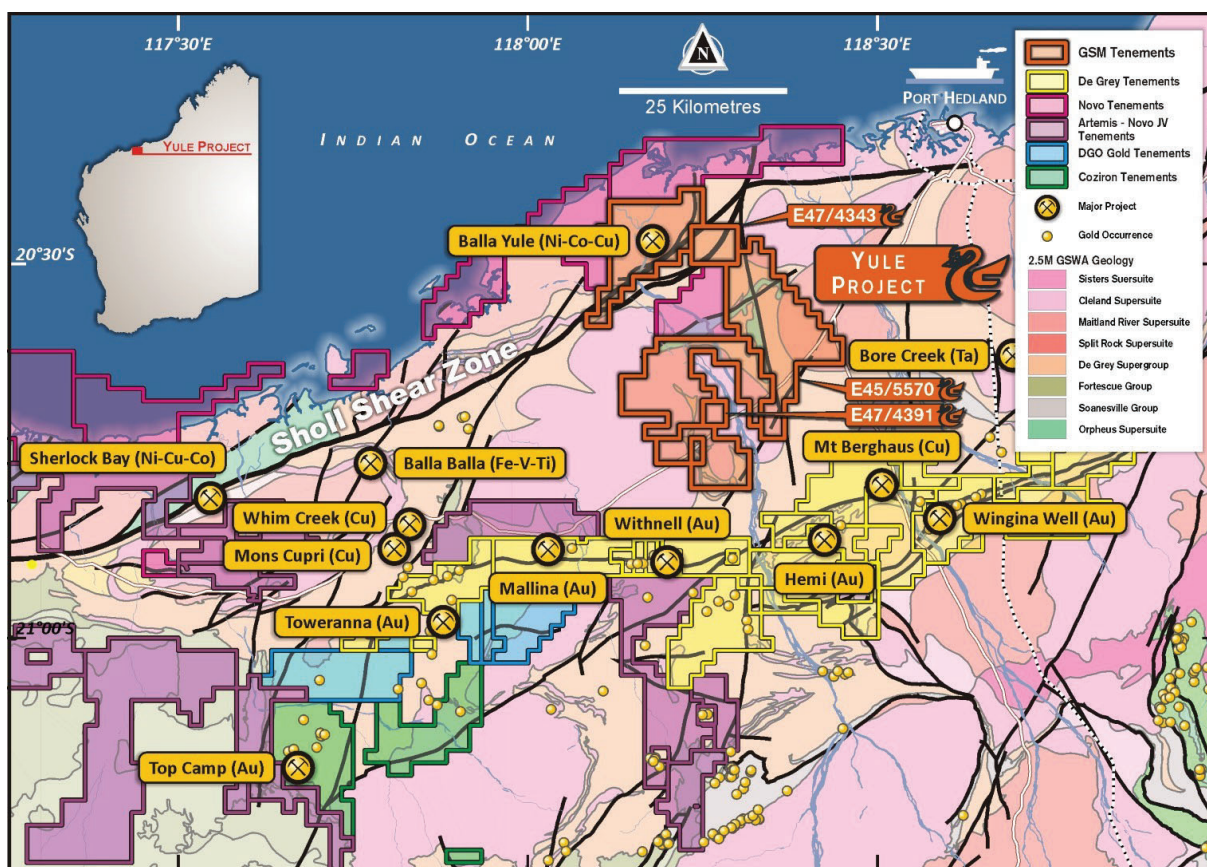 117°30'E
118°00'E
118°30'E
N
25 Kilometres
PORT HEDLAND
INDIAN OCEAN
YULE PROJECT
20°30'S
21°00'S
E47/4343
Balla Yule (Ni-Co-Cu)
YULE
PROJECT
Bore Creek (Ta)
E45/5570
E47/4391
Sholl Shear Zone
Mt Berghaus (Cu)
Sherlock Bay (Ni-Cu-Co)
Balla Balla (Fe-V-Ti)
Whim Creek (Cu)
Withnell (Au)
Wingina Well (Au)
Mons Cupri (Cu)
Mallina (Au)
Hemi (Au)
Toweranna (Au)
Top Camp (Au)
GSM Tenements
De Grey Tenements
Novo Tenements
Artemis - Novo JV
Tenements
DGO Gold Tenements
Coziron Tenements
Major Project
Gold Occurrence
2.5M GSWA Geology
Sisters Suersuite
Cleland Supersuite
Maitland River Supersuite
Split Rock Supersuite
De Grey Supergroup
Fortescue Group
Soanesville Group
Orpheus Supersuite